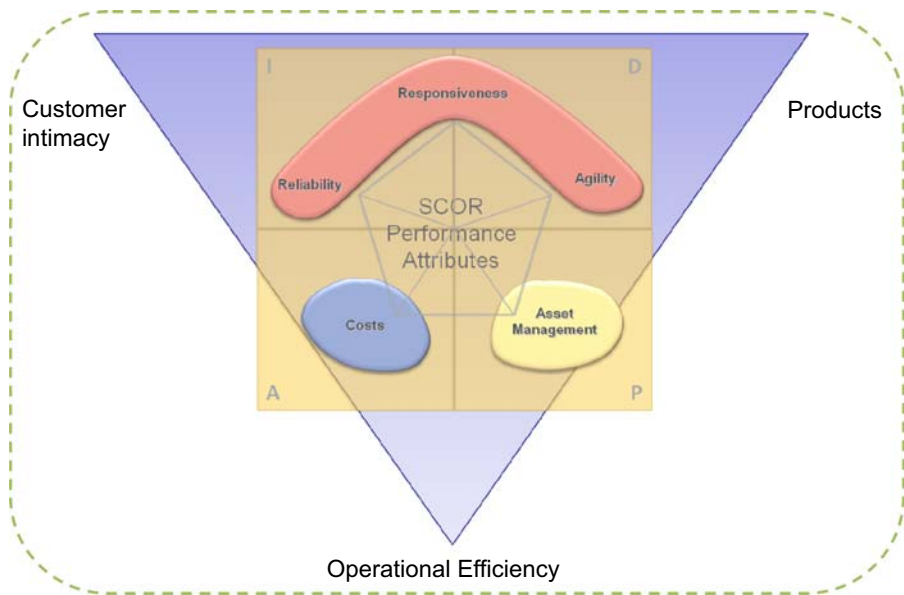 I
D
Customer
intimacy
Products
Responsiveness
Reliability
Agility
SCOR
Performance
Attributes
Costs
Asset
Management
A
P
Operational Efficiency